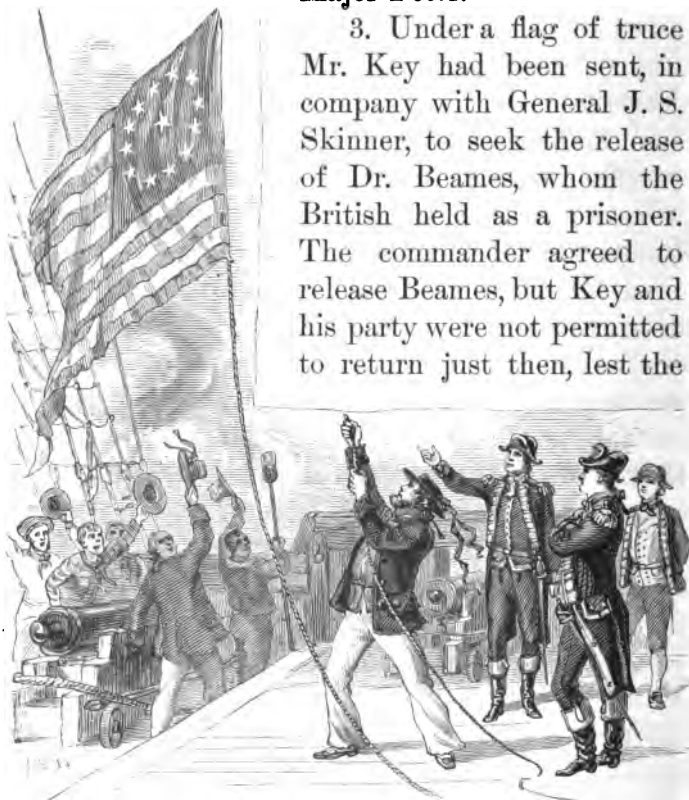 3. Under a flag of truce
Mr. Key had been sent, in
company with General J. S.
Skinner, to seek the release
of Dr. Beames, whom the
British held as a prisoner.
The commander agreed to
release Beames, but Key and
his party were not permitted
to return just then, lest the